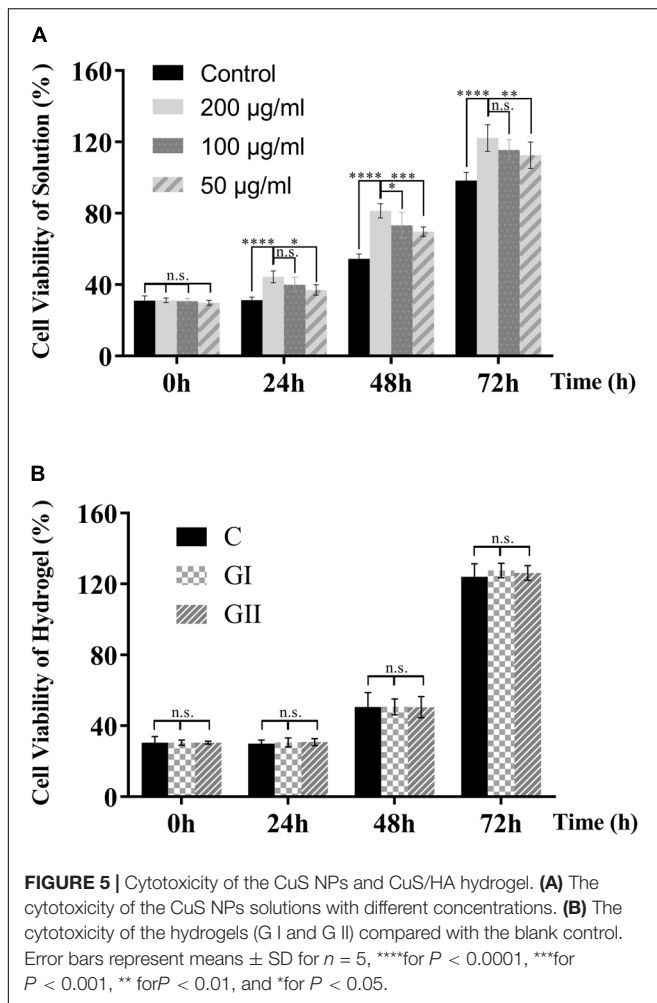 A
Cell Viability of Solution (%)
160
120
80
40
0
Control
200 μg/ml
100 μg/ml
50 μg/ml
n.s.
**** *
n.s.
**** ***
*
**** **
n.s.
0h 24h 48h 72h Time (h)
B
Cell Viability of Hydrogel (%)
160
120
80
40
0
C
GI
GII
n.s.
n.s.
n.s.
n.s.
0h 24h 48h 72h Time (h)
FIGURE 5 | Cytotoxicity of the CuS NPs and CuS/HA hydrogel. (A) The
cytotoxicity of the CuS NPs solutions with different concentrations. (B) The
cytotoxicity of the hydrogels (G I and G II) compared with the blank control.
Error bars represent means ± SD for n = 5, ****for P < 0.0001, ***for
P < 0.001, ** forP < 0.01, and *for P < 0.05.